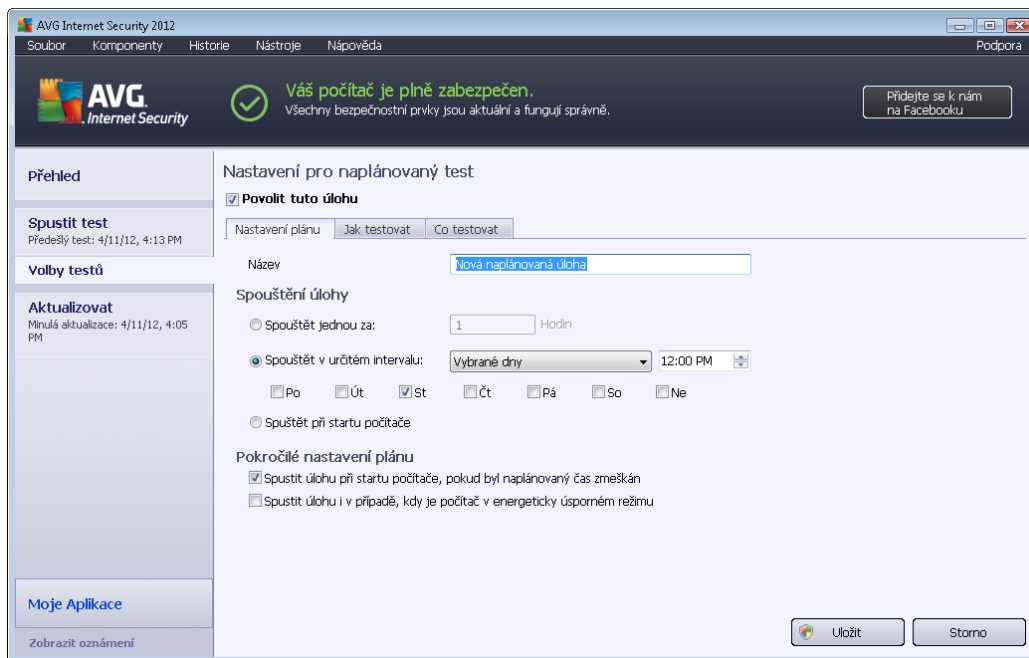 AVG Internet Security 2012
Soubor Komponenty Historie Nástroje Nápověda Podpora
AVG.
Internet Security
Váš počítač je plně zabezpečen.
Všechny bezpečnostní prvky jsou aktuální a fungují správně.
Přidejte se k nám
na Facebooku
Přehled
Spustit test
Předešlý test: 4/11/12, 4:13 PM
Volby testů
Aktualizovat
Minulá aktualizace: 4/11/12, 4:05
PM
Moje Aplikace
Zobrazit oznámení
Nastavení pro naplánovaný test
Povolit tuto úlohu
Nastavení plánu Jak testovat Co testovat
Název Nová naplánovaná úloha
Spouštění úlohy
Spouštět jednou za: 1 Hodin
Spouštět v určitém intervalu: Vybrané dny 12:00 PM
Po Út St Čt Pá So Ne
Spuštět při startu počítače
Pokročilé nastavení plánu
Spustit úlohu při startu počítače, pokud byl naplánovaný čas zmeškán
Spustit úlohu i v případě, kdy je počítač v energeticky úsporném režimu
Uložit Storno